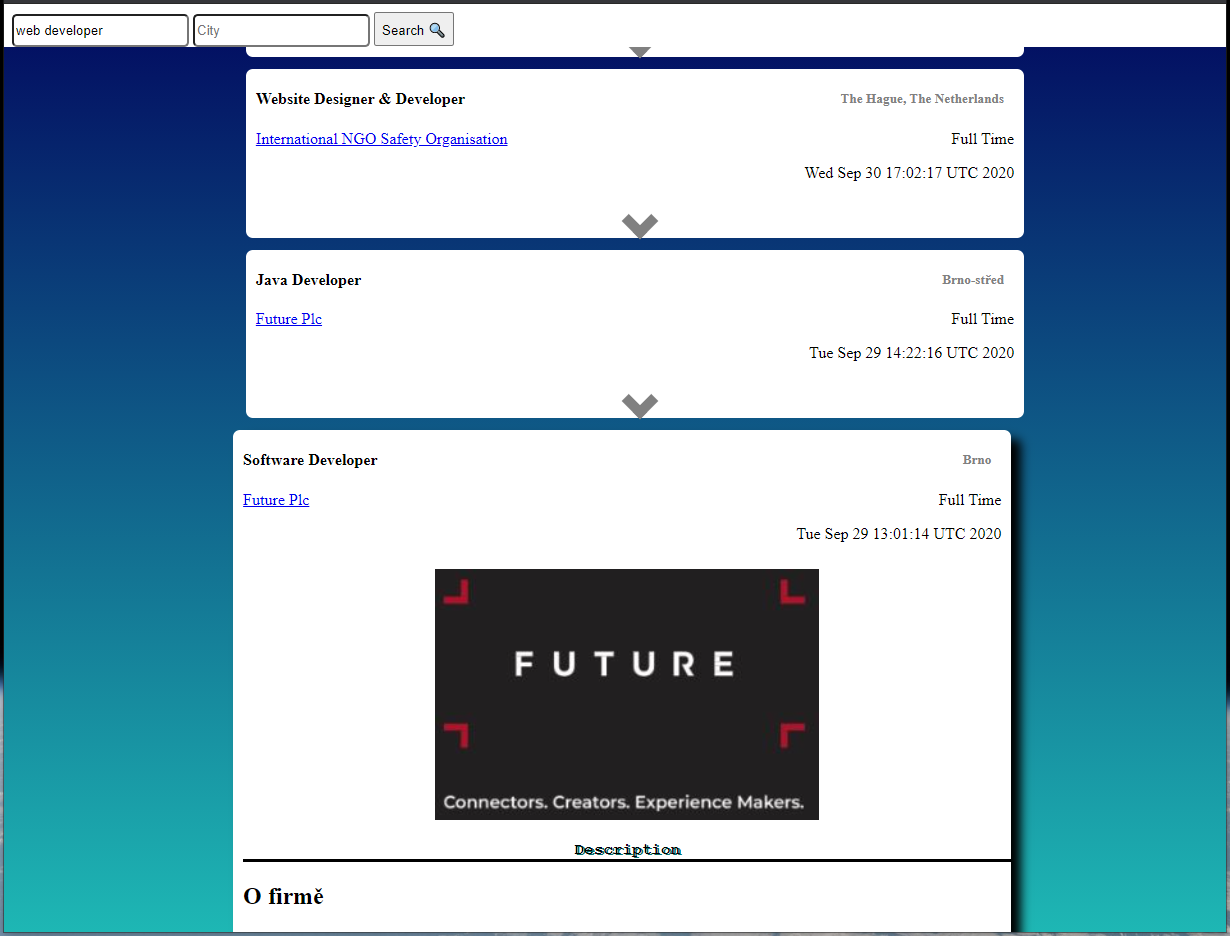 web developer
City
Search
Website Designer & Developer
The Hague, The Netherlands
International NGO Safety Organisation
Full Time
Wed Sep 30 17:02:17 UTC 2020
Java Developer
Brno-střed
Future Plc
Full Time
Tue Sep 29 14:22:16 UTC 2020
Software Developer
Brno
Future Plc
Full Time
Tue Sep 29 13:01:14 UTC 2020
FUTURE
Connectors. Creators. Experience Makers.
Description
O firmě